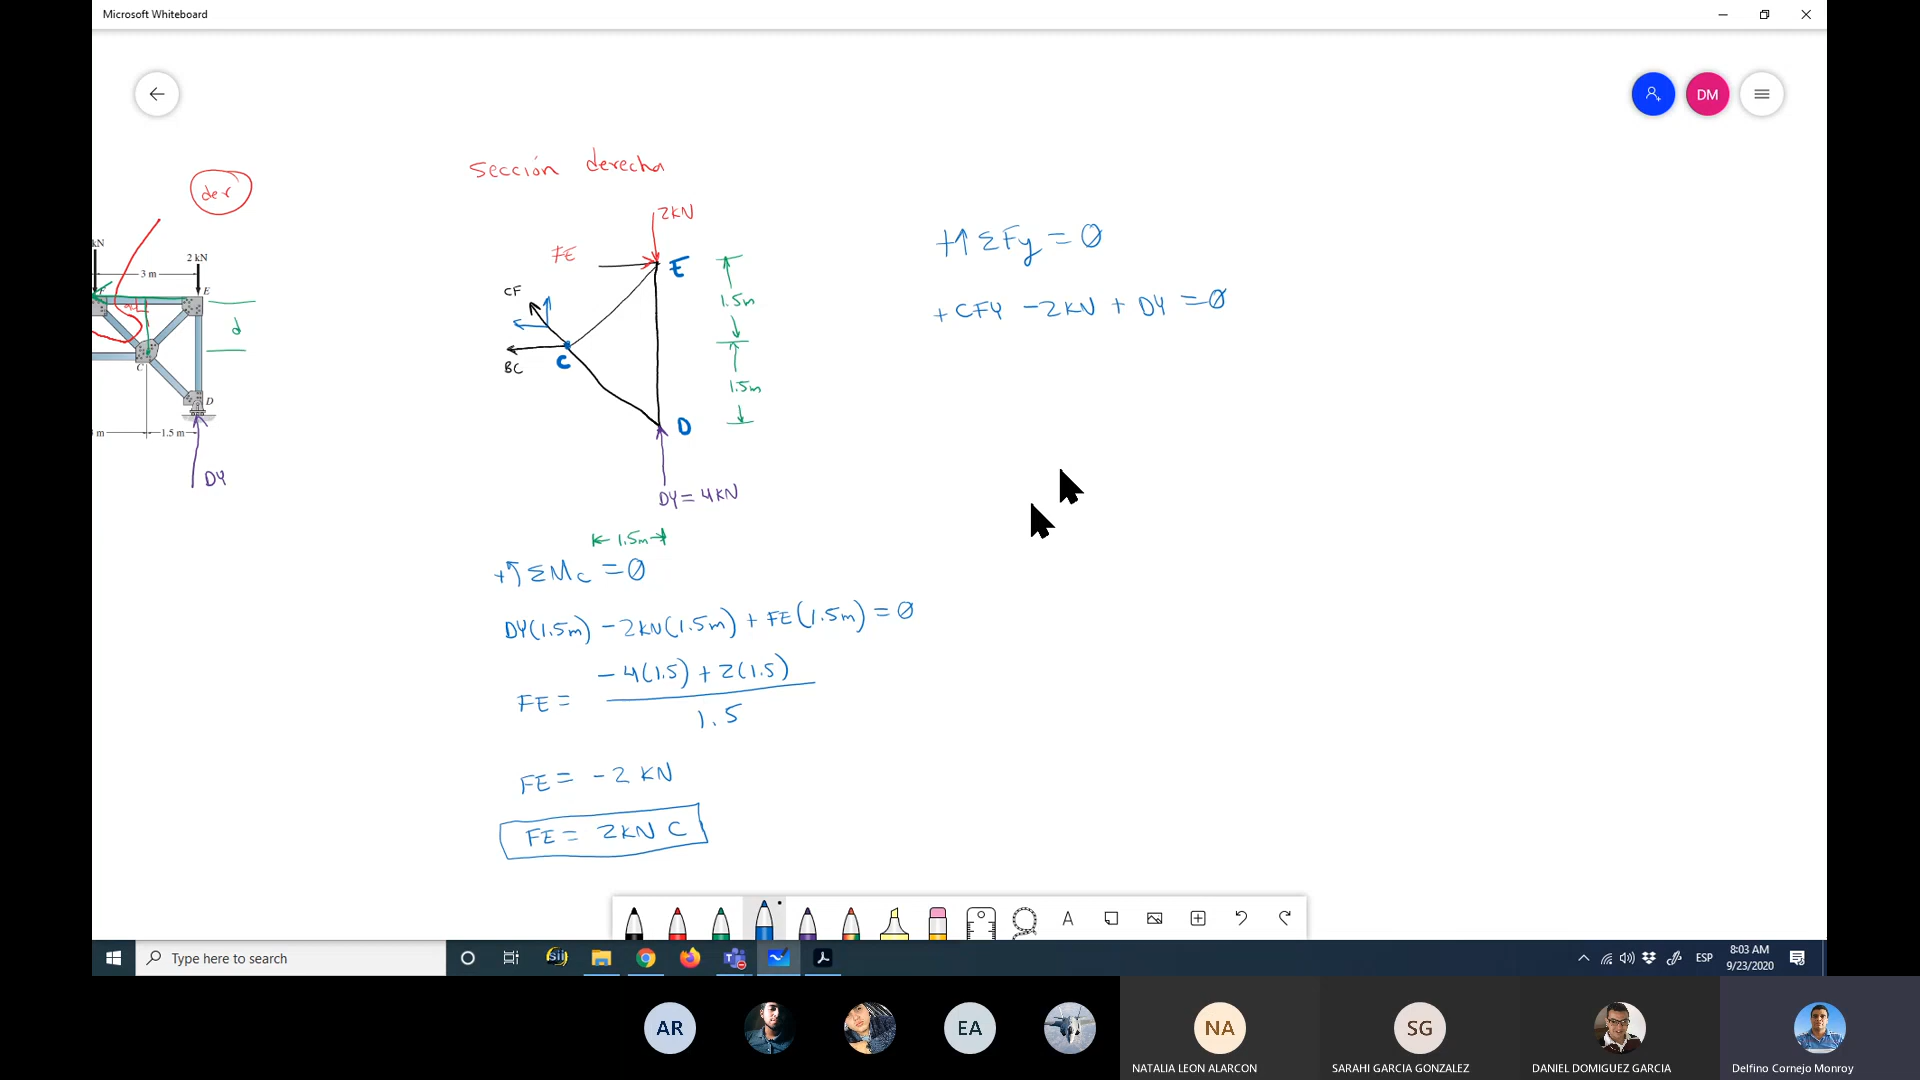 Microsoft Whiteboard
DM
sección derecha
der
kN
2 kN
3 m
E
d
C
D
m
1.5 m
DY
2KN
FE
E
CF
1.5m
C
BC
1.5m
D
DY = 4KN
1.5m
+↑ ΣMc = 0
DY(1.5m) - 2KN(1.5m) + FE(1.5m) = 0
FE = - 4(1.5) + 2(1.5)
1.5
FE = - 2 KN
FE = 2KN C
+↑ ΣFy = 0
+ CFY - 2KN + DY = 0
A
Type here to search
sii
ESP
8:03 AM
9/23/2020
AR
EA
NA
SG
NATALIA LEON ALARCON
SARAHI GARCIA GONZALEZ
DANIEL DOMIGUEZ GARCIA
Delfino Cornejo Monroy